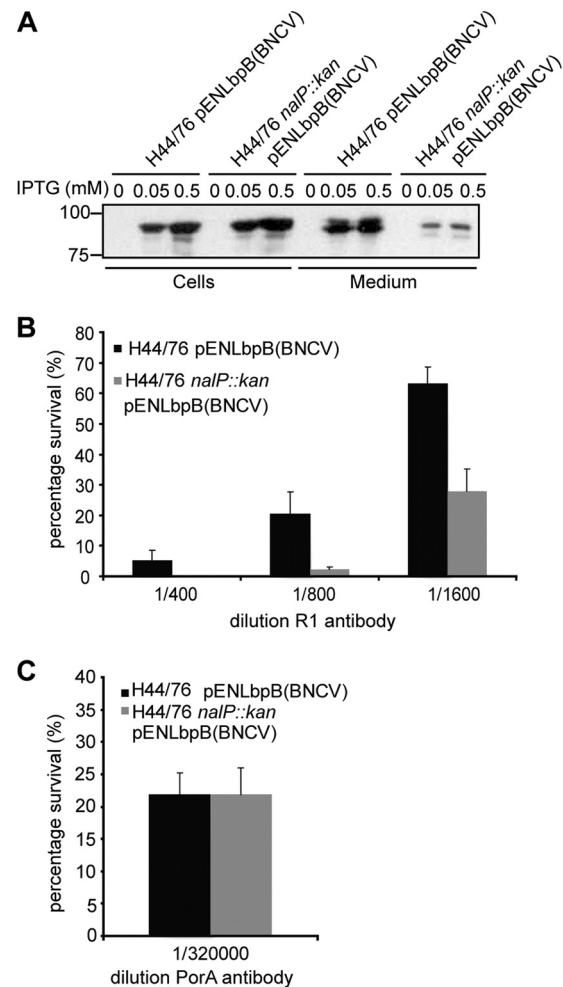 A
H44/76 pENLbpB(BNCV)
H44/76 nalP::kan
pENLbpB(BNCV)
H44/76 pENLbpB(BNCV)
H44/76 nalP::kan
pENLbpB(BNCV)
IPTG (mM) 0 0.05 0.5 0 0.05 0.5 0 0.05 0.5 0 0.05 0.5
100
75
Cells Medium
B
80
70
60
50
40
30
20
10
0
percentage survival (%)
H44/76 pENLbpB(BNCV)
H44/76 nalP::kan
pENLbpB(BNCV)
1/400 1/800 1/1600
dilution R1 antibody
C
40
35
30
25
20
15
10
5
0
percentage survival (%)
H44/76 pENLbpB(BNCV)
H44/76 nalP::kan
pENLbpB(BNCV)
1/320000
dilution PorA antibody